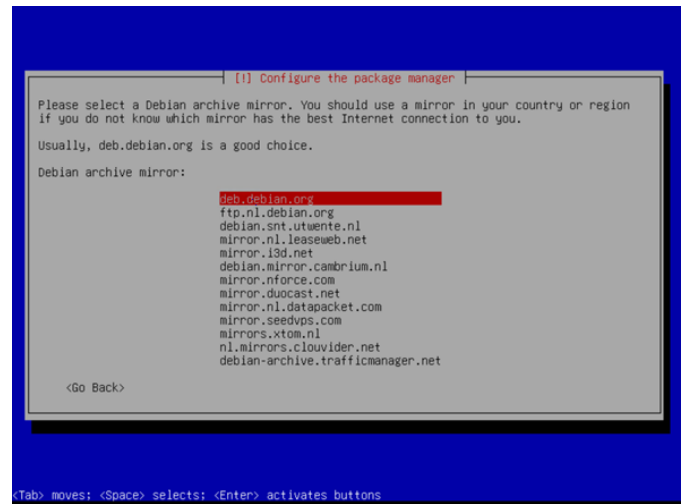 [!] Configure the package manager
Please select a Debian archive mirror. You should use a mirror in your country or region
if you do not know which mirror has the best Internet connection to you.
Usually, deb.debian.org is a good choice.
Debian archive mirror:
deb.debian.org
ftp.nl.debian.org
debian.snt.utwente.nl
mirror.nl.leaseweb.net
mirror.i3d.net
debian.mirror.cambrium.nl
mirror.nforce.com
mirror.duocast.net
mirror.nl.datapacket.com
mirror.seedvps.com
mirrors.xtom.nl
nl.mirrors.clouvider.net
debian-archive.trafficmanager.net
<Go Back>
<Tab> moves; <Space> selects; <Enter> activates buttons